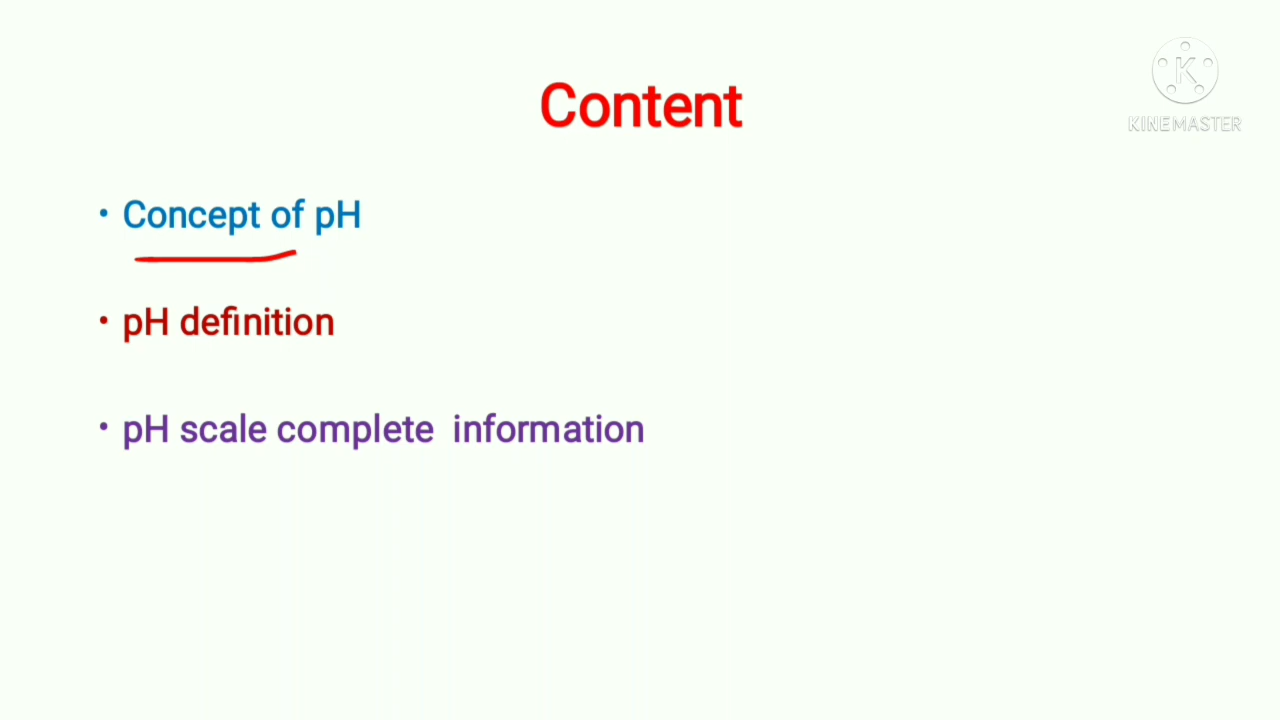 Content
K
KINEMASTER
• Concept of pH
• pH definition
• pH scale complete information